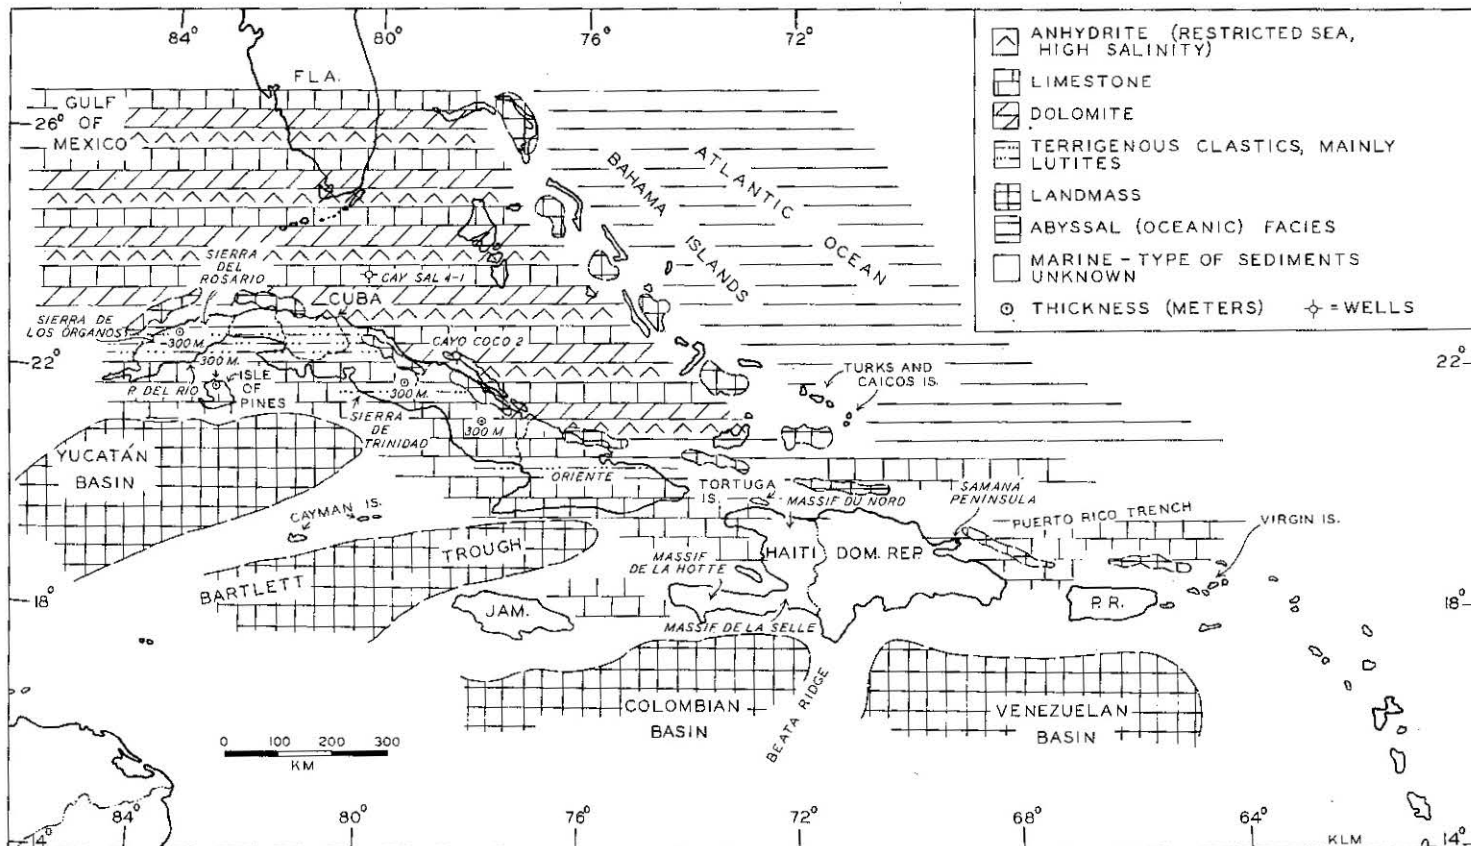 84°
80°
76°
72°
ANHYDRITE (RESTRICTED SEA,
HIGH SALINITY)
LIMESTONE
DOLOMITE
TERRIGENOUS CLASTICS, MAINLY
LUTITES
LANDMASS
ABYSSAL (OCEANIC) FACIES
MARINE-TYPE OF SEDIMENTS
UNKNOWN
THICKNESS (METERS)
= WELLS
FLA.
GULF
OF
MEXICO
26°
BAHAMA
ISLANDS
ATLANTIC
OCEAN
SIERRA
DEL
ROSARIO
CAY SAL 4-1
CUBA
SIERRA DE
LOS ÓRGANOS
300 M.
CAYO COCO 2
22°
22°
300 M.
P. DEL RIO
ISLE
OF
PINES
300 M.
SIERRA
DE
TRINIDAD
300 M
TURKS AND
CAICOS IS.
YUCATÁN
BASIN
ORIENTE
TORTUGA
IS.
MASSIF DU NORD
SAMANÁ
PENINSULA
CAYMAN IS.
PUERTO RICO TRENCH
VIRGIN IS.
BARTLETT
TROUGH
MASSIF
DE LA HOTTE
HAITI
DOM. REP.
18°
JAM.
MASSIF DE LA SELLE
P.R.
18°
COLOMBIAN
BASIN
BEATA RIDGE
VENEZUELAN
BASIN
0 100 200 300
KM
84°
80°
76°
72°
68°
64°
14°
KLM
14°